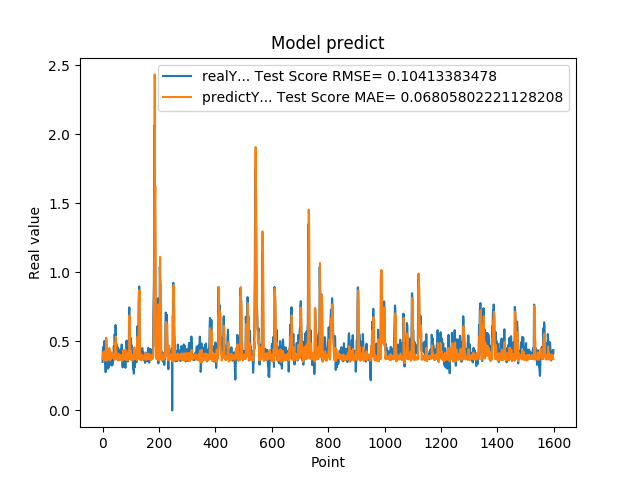 Model predict
realY... Test Score RMSE= 0.10413383478
predictY... Test Score MAE= 0.06805802221128208
2.5
2.0
1.5
1.0
0.5
0.0
Real value
0 200 400 600 800 1000 1200 1400 1600
Point